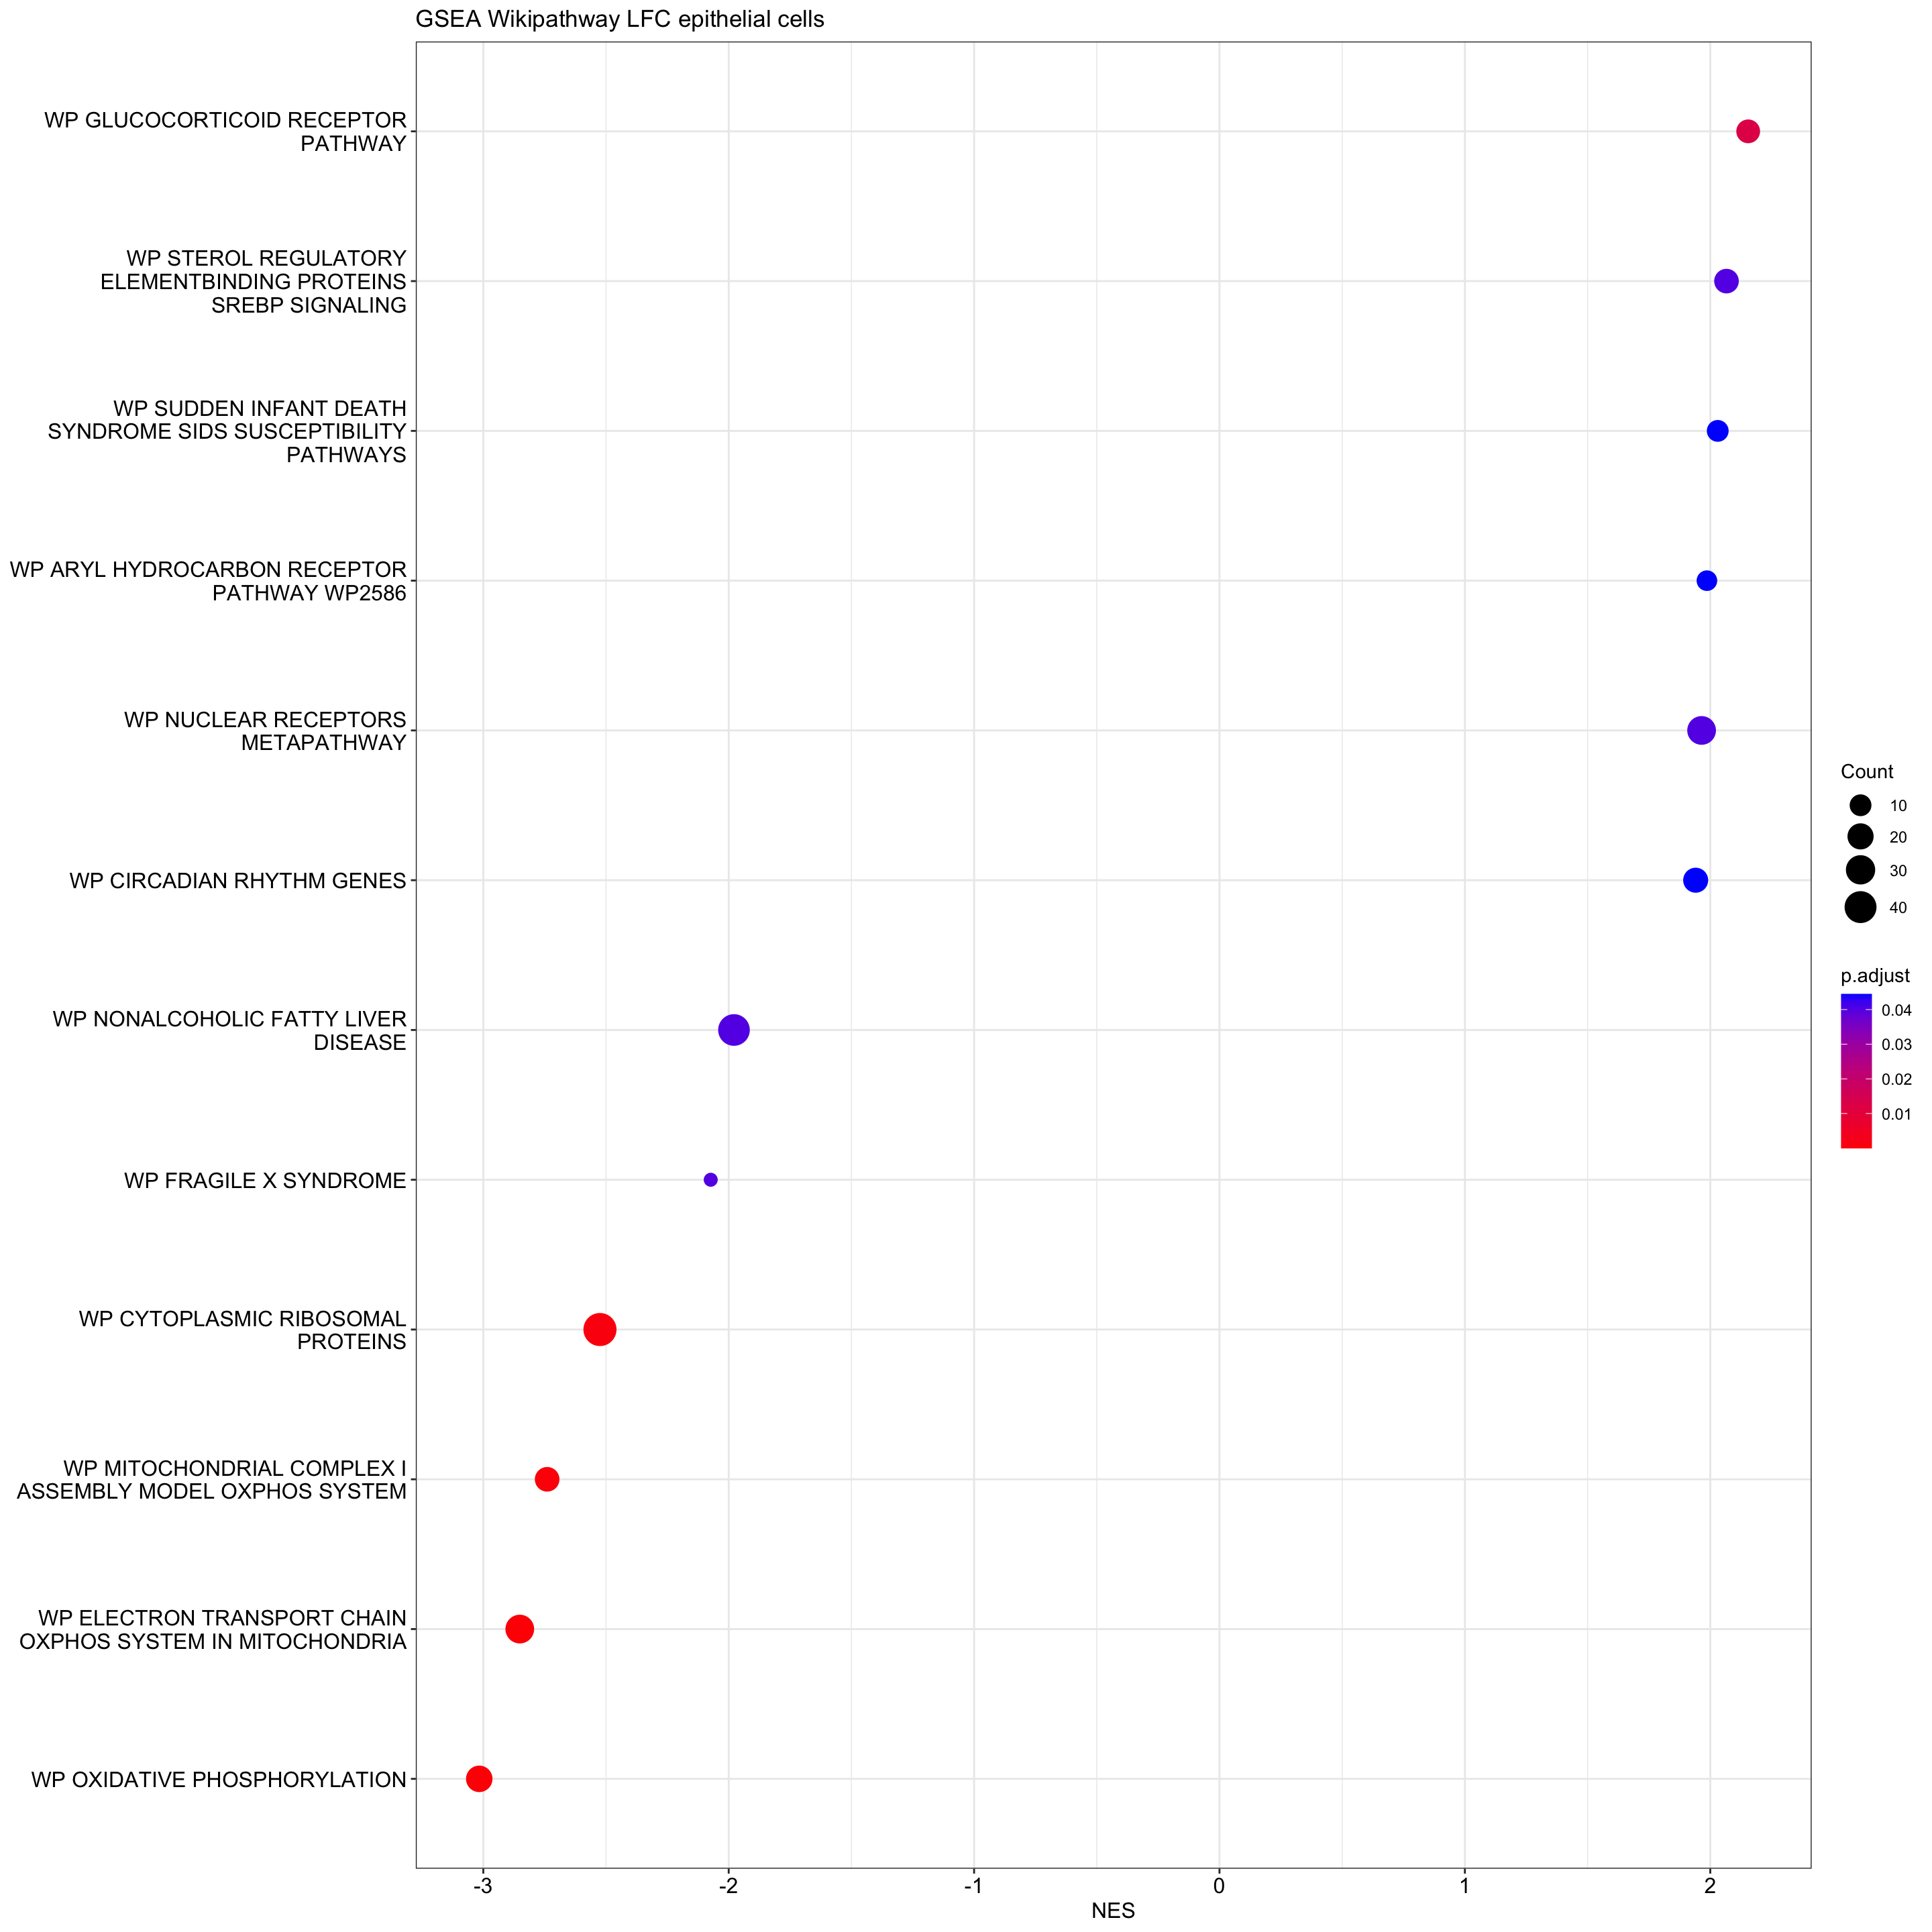 GSEA Wikipathway LFC epithelial cells
WP GLUCOCORTICOID RECEPTOR
PATHWAY
WP STEROL REGULATORY
ELEMENTBINDING PROTEINS
SREBP SIGNALING
WP SUDDEN INFANT DEATH
SYNDROME SIDS SUSCEPTIBILITY
PATHWAYS
WP ARYL HYDROCARBON RECEPTOR
PATHWAY WP2586
WP NUCLEAR RECEPTORS
METAPATHWAY
WP CIRCADIAN RHYTHM GENES
WP NONALCOHOLIC FATTY LIVER
DISEASE
WP FRAGILE X SYNDROME
WP CYTOPLASMIC RIBOSOMAL
PROTEINS
WP MITOCHONDRIAL COMPLEX I
ASSEMBLY MODEL OXPHOS SYSTEM
WP ELECTRON TRANSPORT CHAIN
OXPHOS SYSTEM IN MITOCHONDRIA
WP OXIDATIVE PHOSPHORYLATION
-3 -2 -1 0 1 2
NES
Count
10
20
30
40
p.adjust
0.04
0.03
0.02
0.01